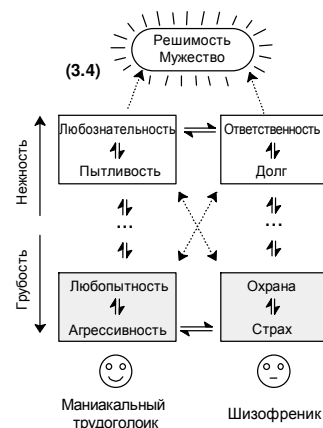 Решимость
Мужество
(3.4)
Любознательность
Пытливость
Ответственность
Долг
Нежность
...
...
Грубость
Любопытность
Агрессивность
Охрана
Страх
Маниакальный
трудоголик
Шизофреник